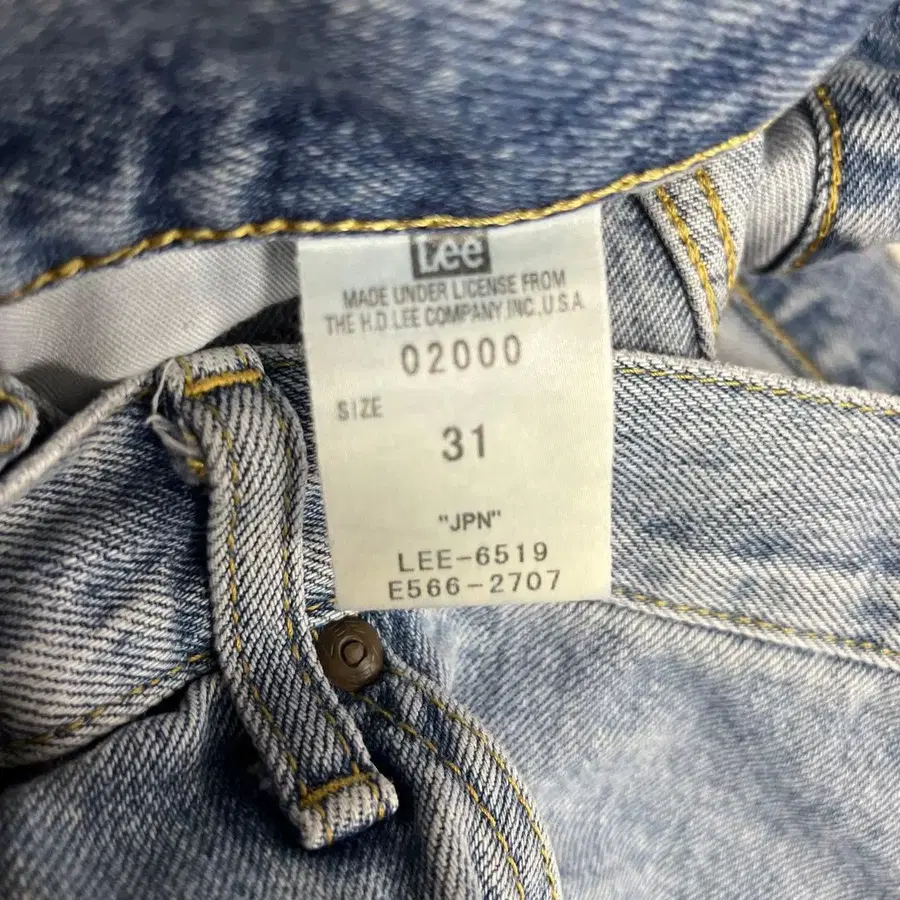 Lee
MADE UNDER LICENSE FROM
THE H.D.LEE COMPANY INC.,U.S.A.
02000
SIZE
31
"JPN"
LEE-6519
E566-2707